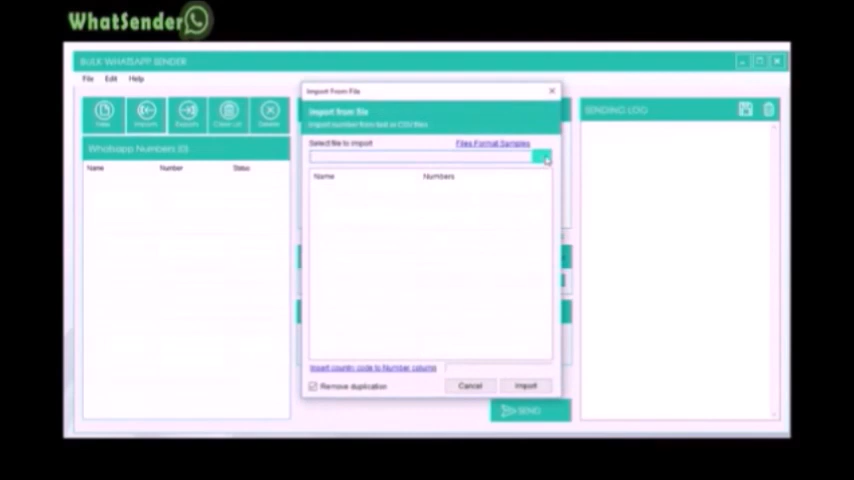 WhatSender
BULK WHATSAPP SENDER
File Edit Help
Import From File
Import from file
Import number from text or CSV files
SENDING LOG
New Import Export Clear List Delete
Select file to import Files Format Samples
Whatsapp Numbers (0)
Name Number Status
Name Numbers
Insert country code to Number column
Remove duplication Cancel Import
SEND